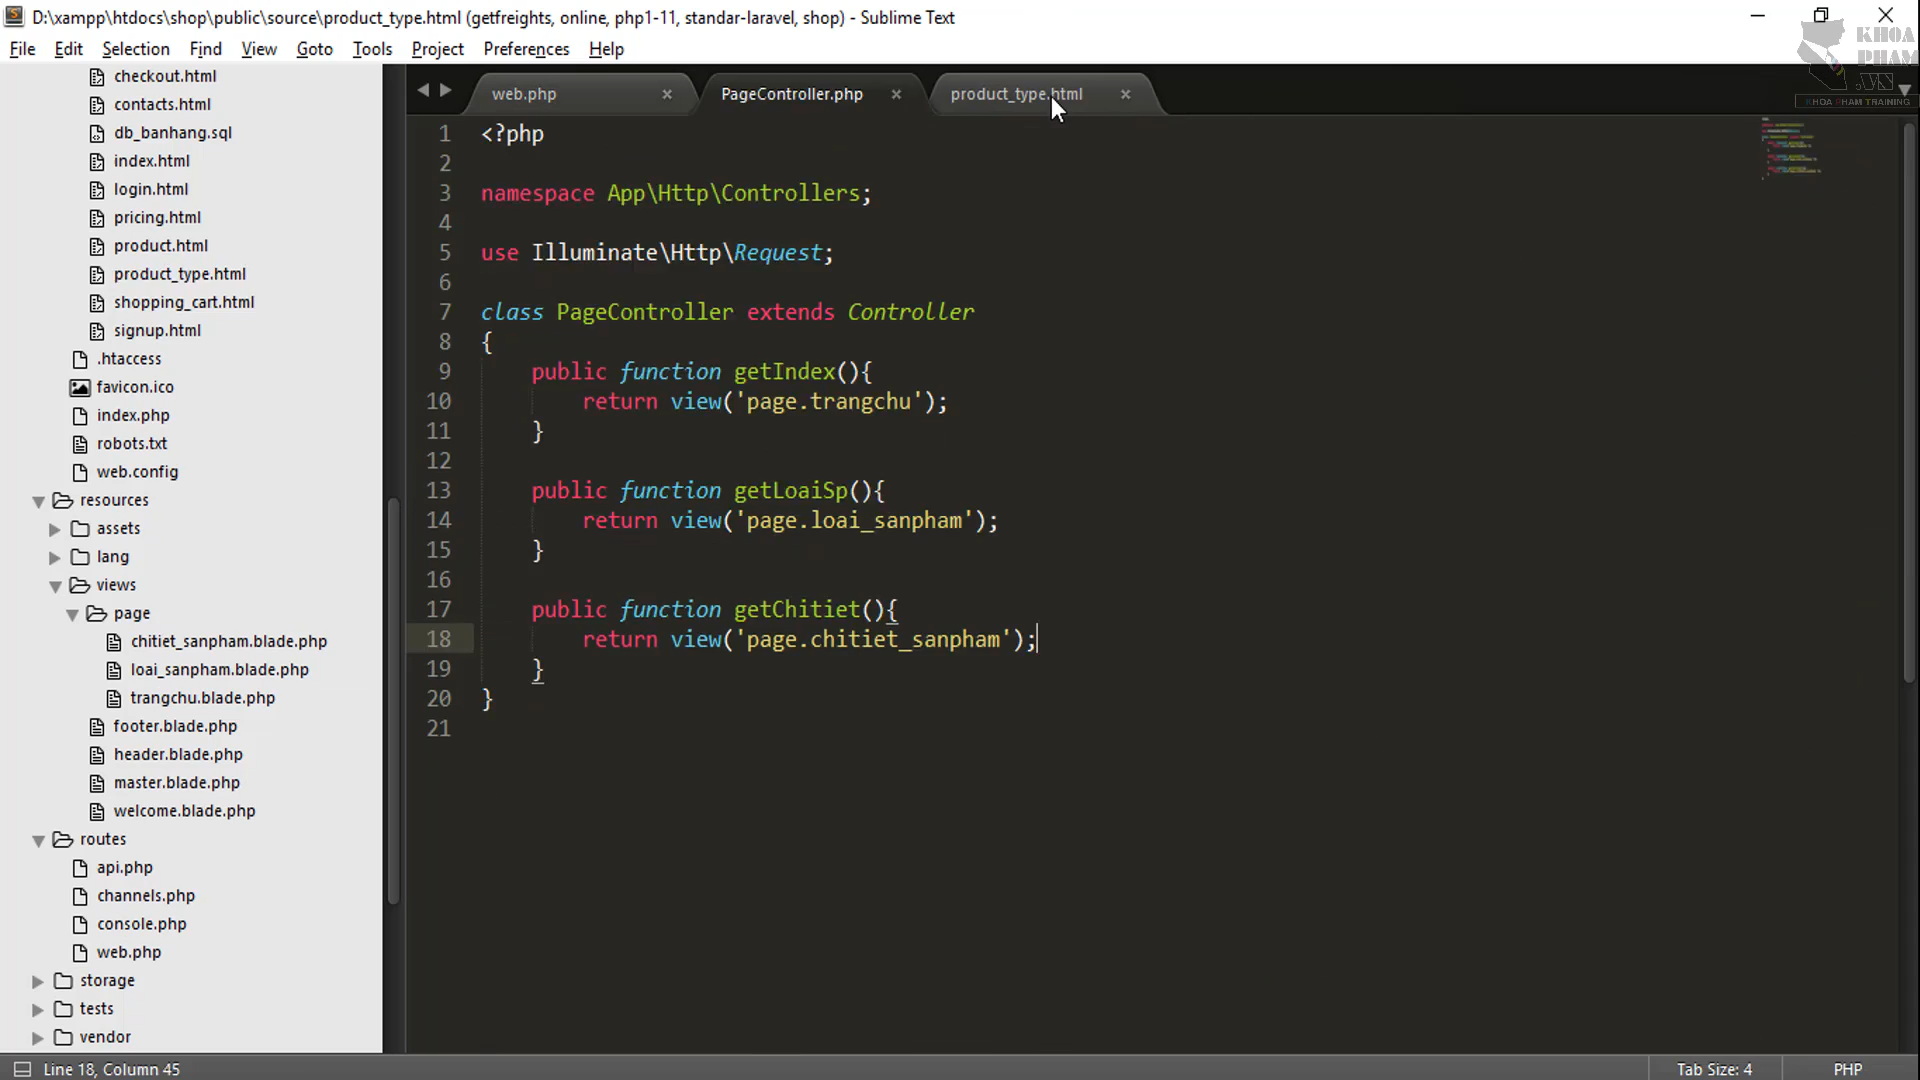 D:\xampp\htdocs\shop\public\source\product_type.html (getfreights, online, php1-11, standar-laravel, shop) - Sublime Text
File Edit Selection Find View Goto Tools Project Preferences Help
KHOA
PHAM
.VN
KHOA PHAM TRAINING
checkout.html
contacts.html
db_banhang.sql
index.html
login.html
pricing.html
product.html
product_type.html
shopping_cart.html
signup.html
.htaccess
favicon.ico
index.php
robots.txt
web.config
resources
assets
lang
views
page
chitiet_sanpham.blade.php
loai_sanpham.blade.php
trangchu.blade.php
footer.blade.php
header.blade.php
master.blade.php
welcome.blade.php
routes
api.php
channels.php
console.php
web.php
storage
tests
vendor
web.php × PageController.php × product_type.html ×
1 <?php
2
3 namespace App\Http\Controllers;
4
5 use Illuminate\Http\Request;
6
7 class PageController extends Controller
8 {
9 public function getIndex(){
10 return view('page.trangchu');
11 }
12
13 public function getLoaiSp(){
14 return view('page.loai_sanpham');
15 }
16
17 public function getChitiet(){
18 return view('page.chitiet_sanpham');
19 }
20 }
21
Line 18, Column 45 Tab Size: 4 PHP